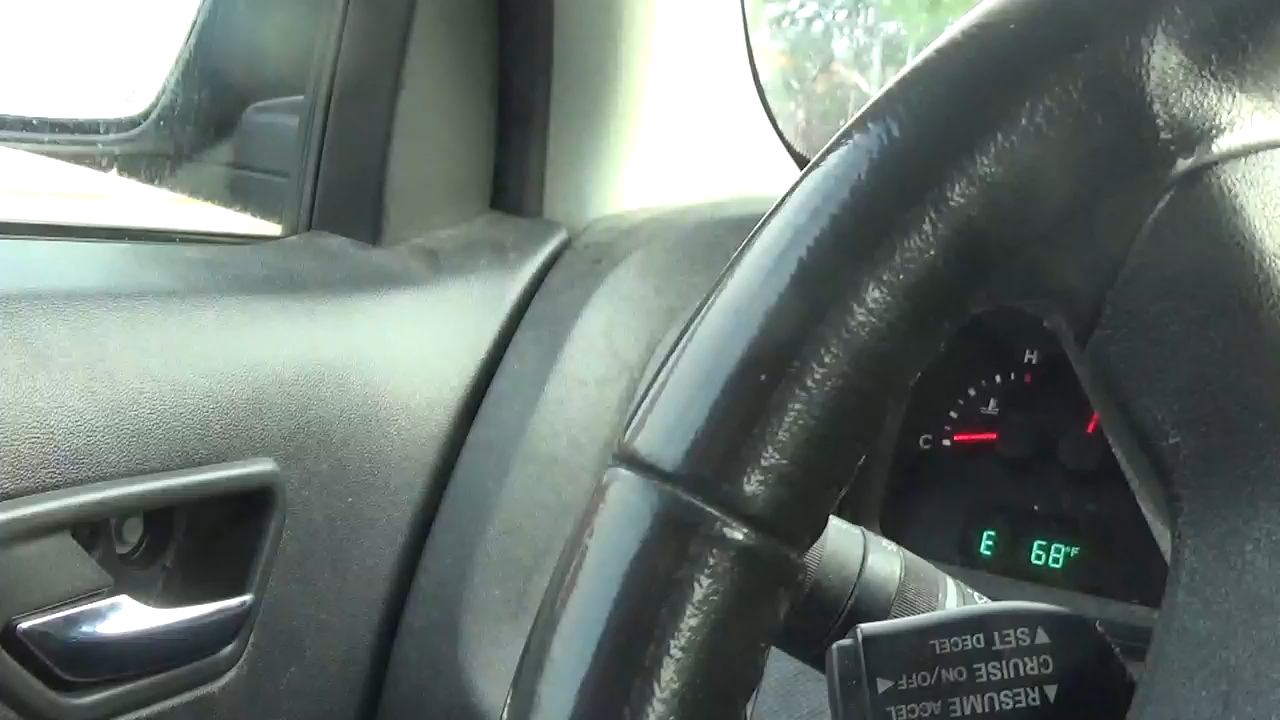 H
C
E 68°F
▼SET DECEL
CRUISE ON/OFF▶
▲RESUME ACCEL